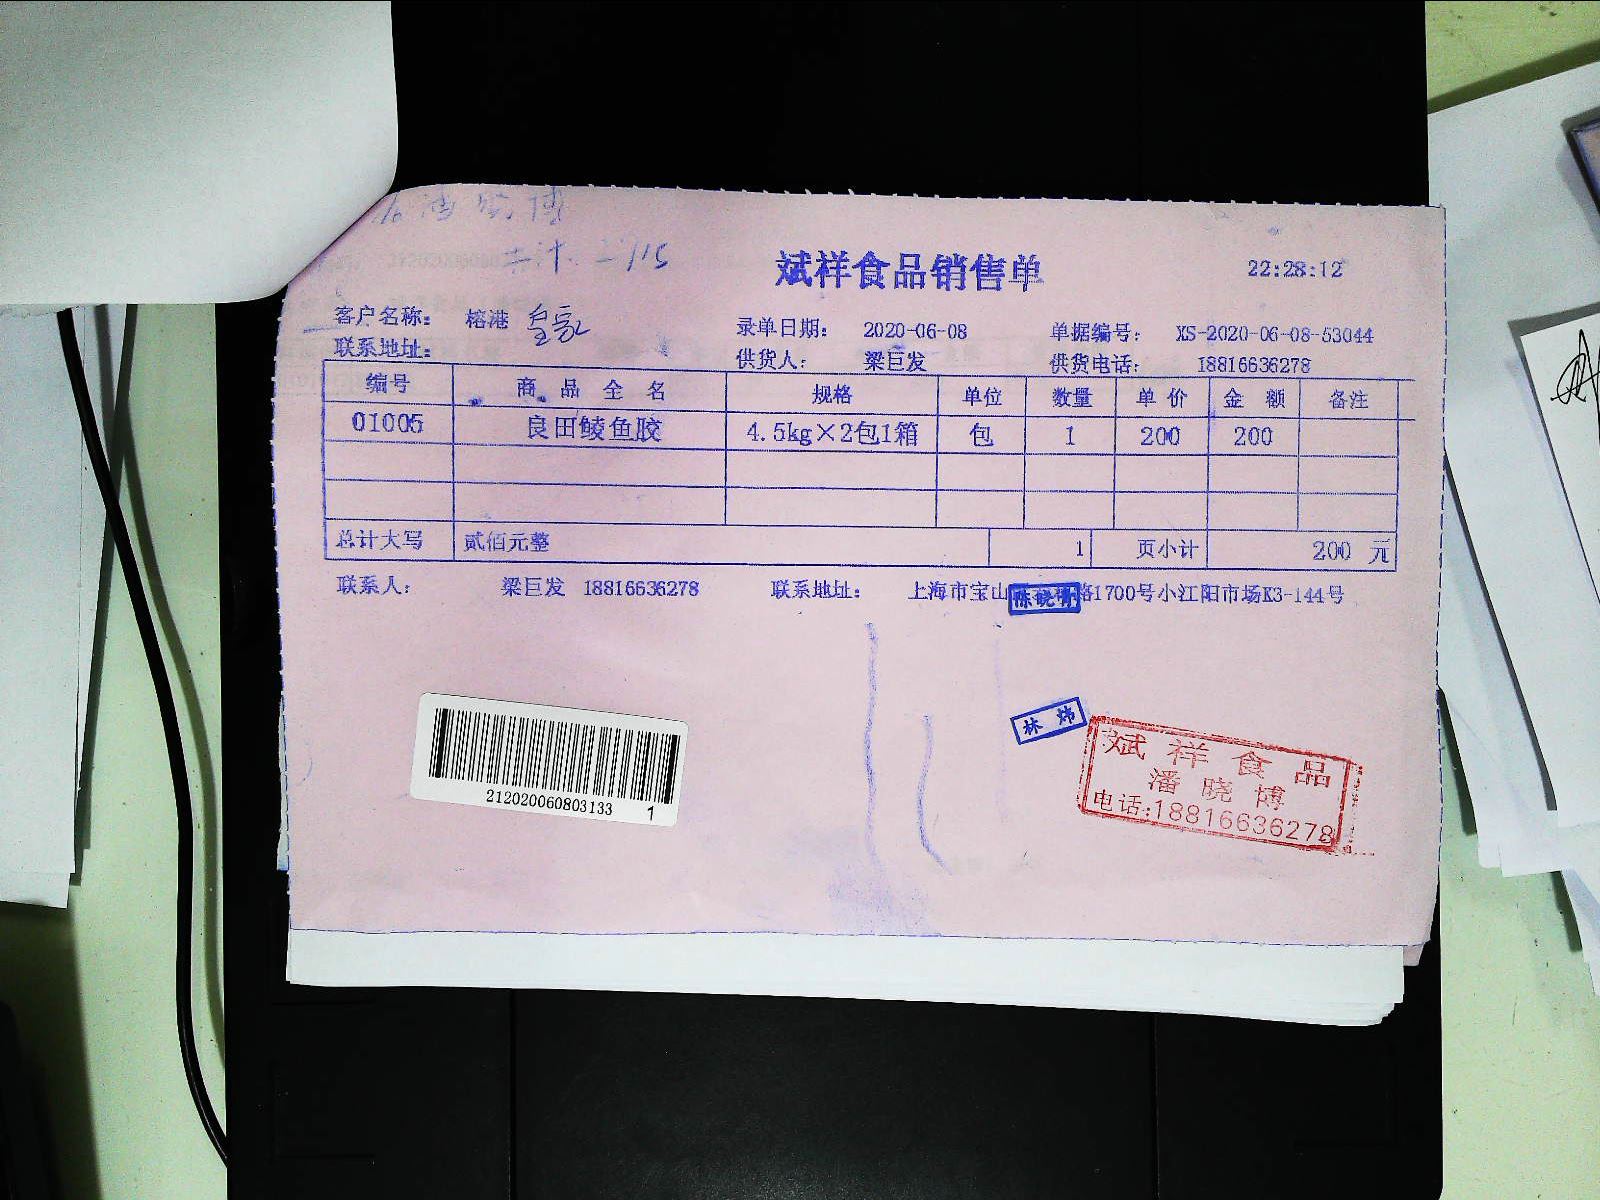 斌祥食品销售单
22:28:12
客户名称： 榕港 皇家
录单日期： 2020-06-08
单据编号： XS-2020-06-08-53044
联系地址：
供货人： 梁巨发
供货电话： 18816636278
编号 商品全名 规格 单位 数量 单价 金额 备注
01005 良田鲮鱼胶 4.5kg×2包1箱 包 1 200 200
总计大写 贰佰元整 1 页小计 200 元
联系人： 梁巨发 18816636278 联系地址： 上海市宝山 路1700号小江阳市场K3-144号
林炜
斌祥食品
潘晓博
电话:18816636278
212020060803133
1